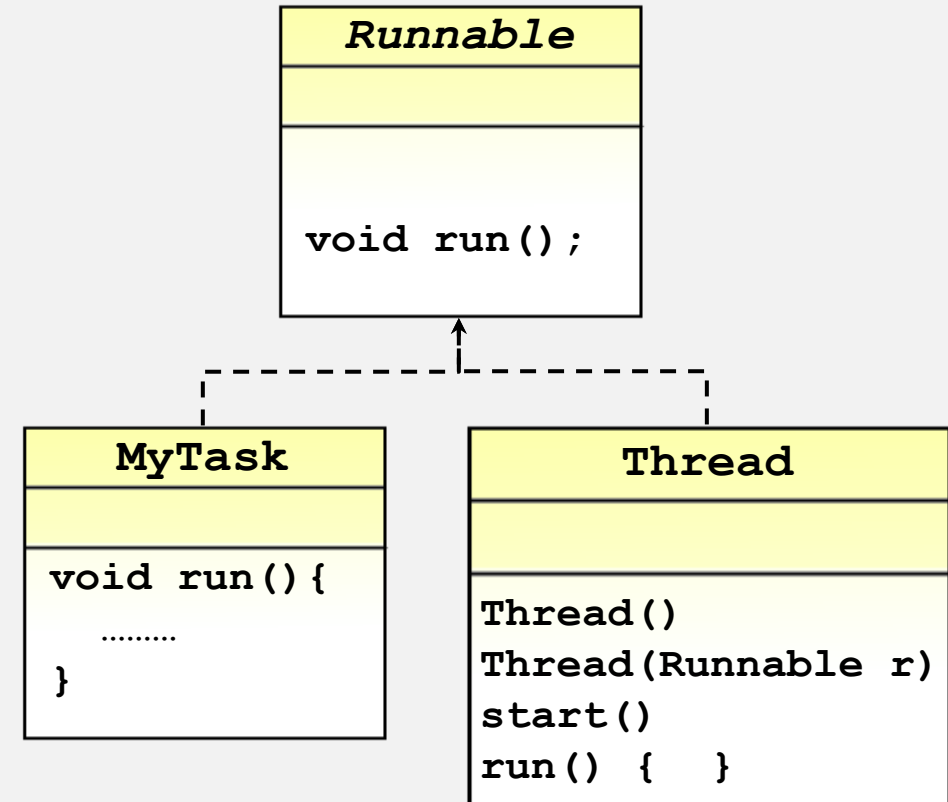 Runnable
void run();
MyTask
void run(){
………
}
Thread
Thread()
Thread(Runnable r)
start()
run() { }